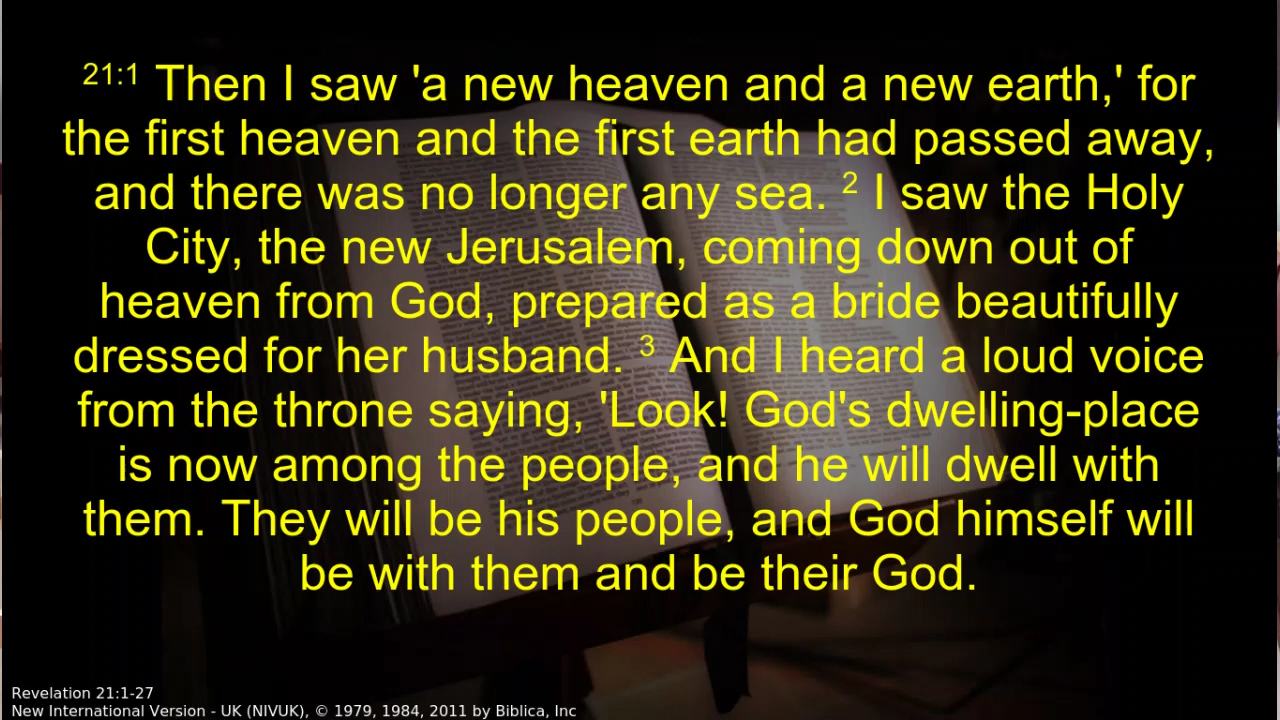 21:1 Then I saw 'a new heaven and a new earth,' for
the first heaven and the first earth had passed away,
and there was no longer any sea. 2 I saw the Holy
City, the new Jerusalem, coming down out of
heaven from God, prepared as a bride beautifully
dressed for her husband. 3 And I heard a loud voice
from the throne saying, 'Look! God's dwelling-place
is now among the people, and he will dwell with
them. They will be his people, and God himself will
be with them and be their God.
Revelation 21:1-27
New International Version - UK (NIVUK), © 1979, 1984, 2011 by Biblica, Inc